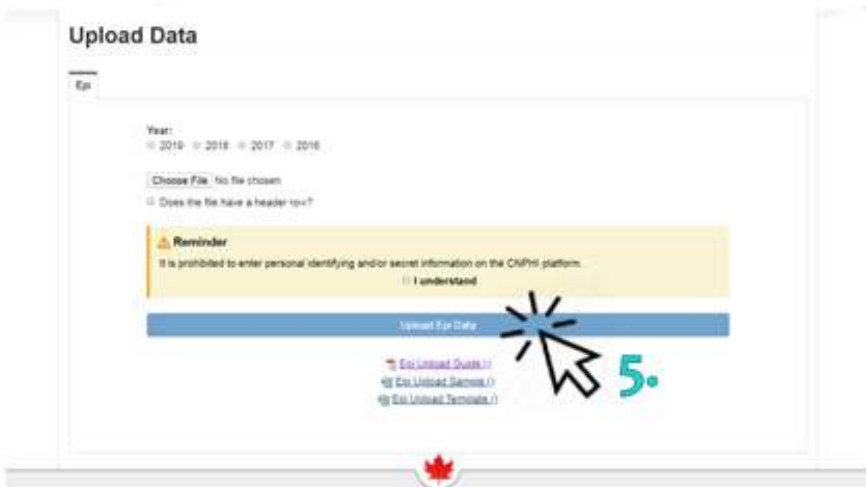 Upload Data
Epi
Year:
2019 2018 2017 2016
Choose File No file chosen
Does the file have a header row?
Reminder
It is prohibited to enter personal identifying and/or secret information on the CNPHI platform
I understand
Upload Epi Data
Epi Upload Guide ()
Epi Upload Sample ()
Epi Upload Template ()
5.